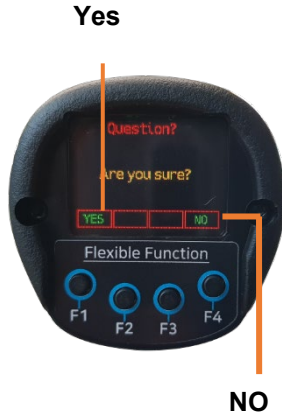 Yes
Question?
Are you sure?
YES NO
Flexible Function
F1 F2 F3 F4
NO